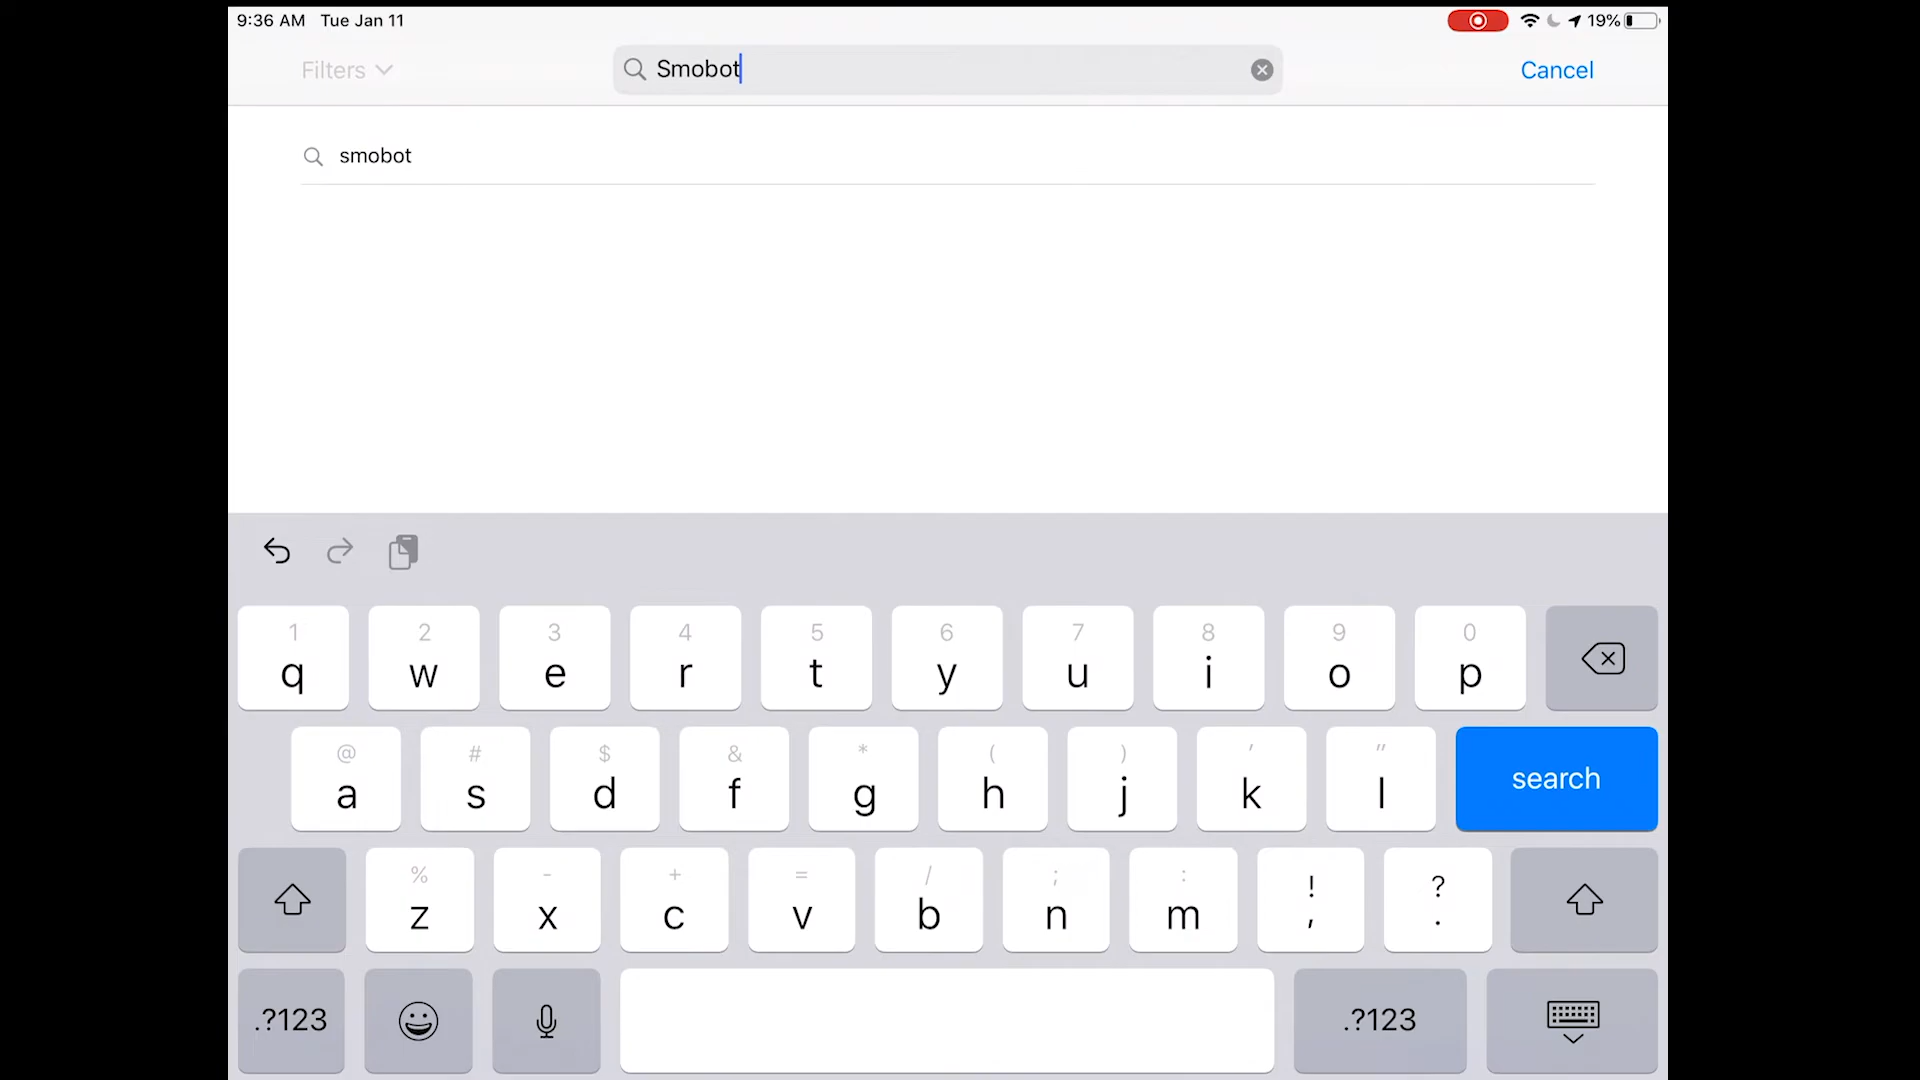 9:36 AM Tue Jan 11 19%
Filters Smobot Cancel
smobot
1 2 3 4 5 6 7 8 9 0
q w e r t y u i o p
@ # $ & * ( ) ' "
a s d f g h j k l search
% - + = / ; : ! ?
z x c v b n m , .
.?123 .?123